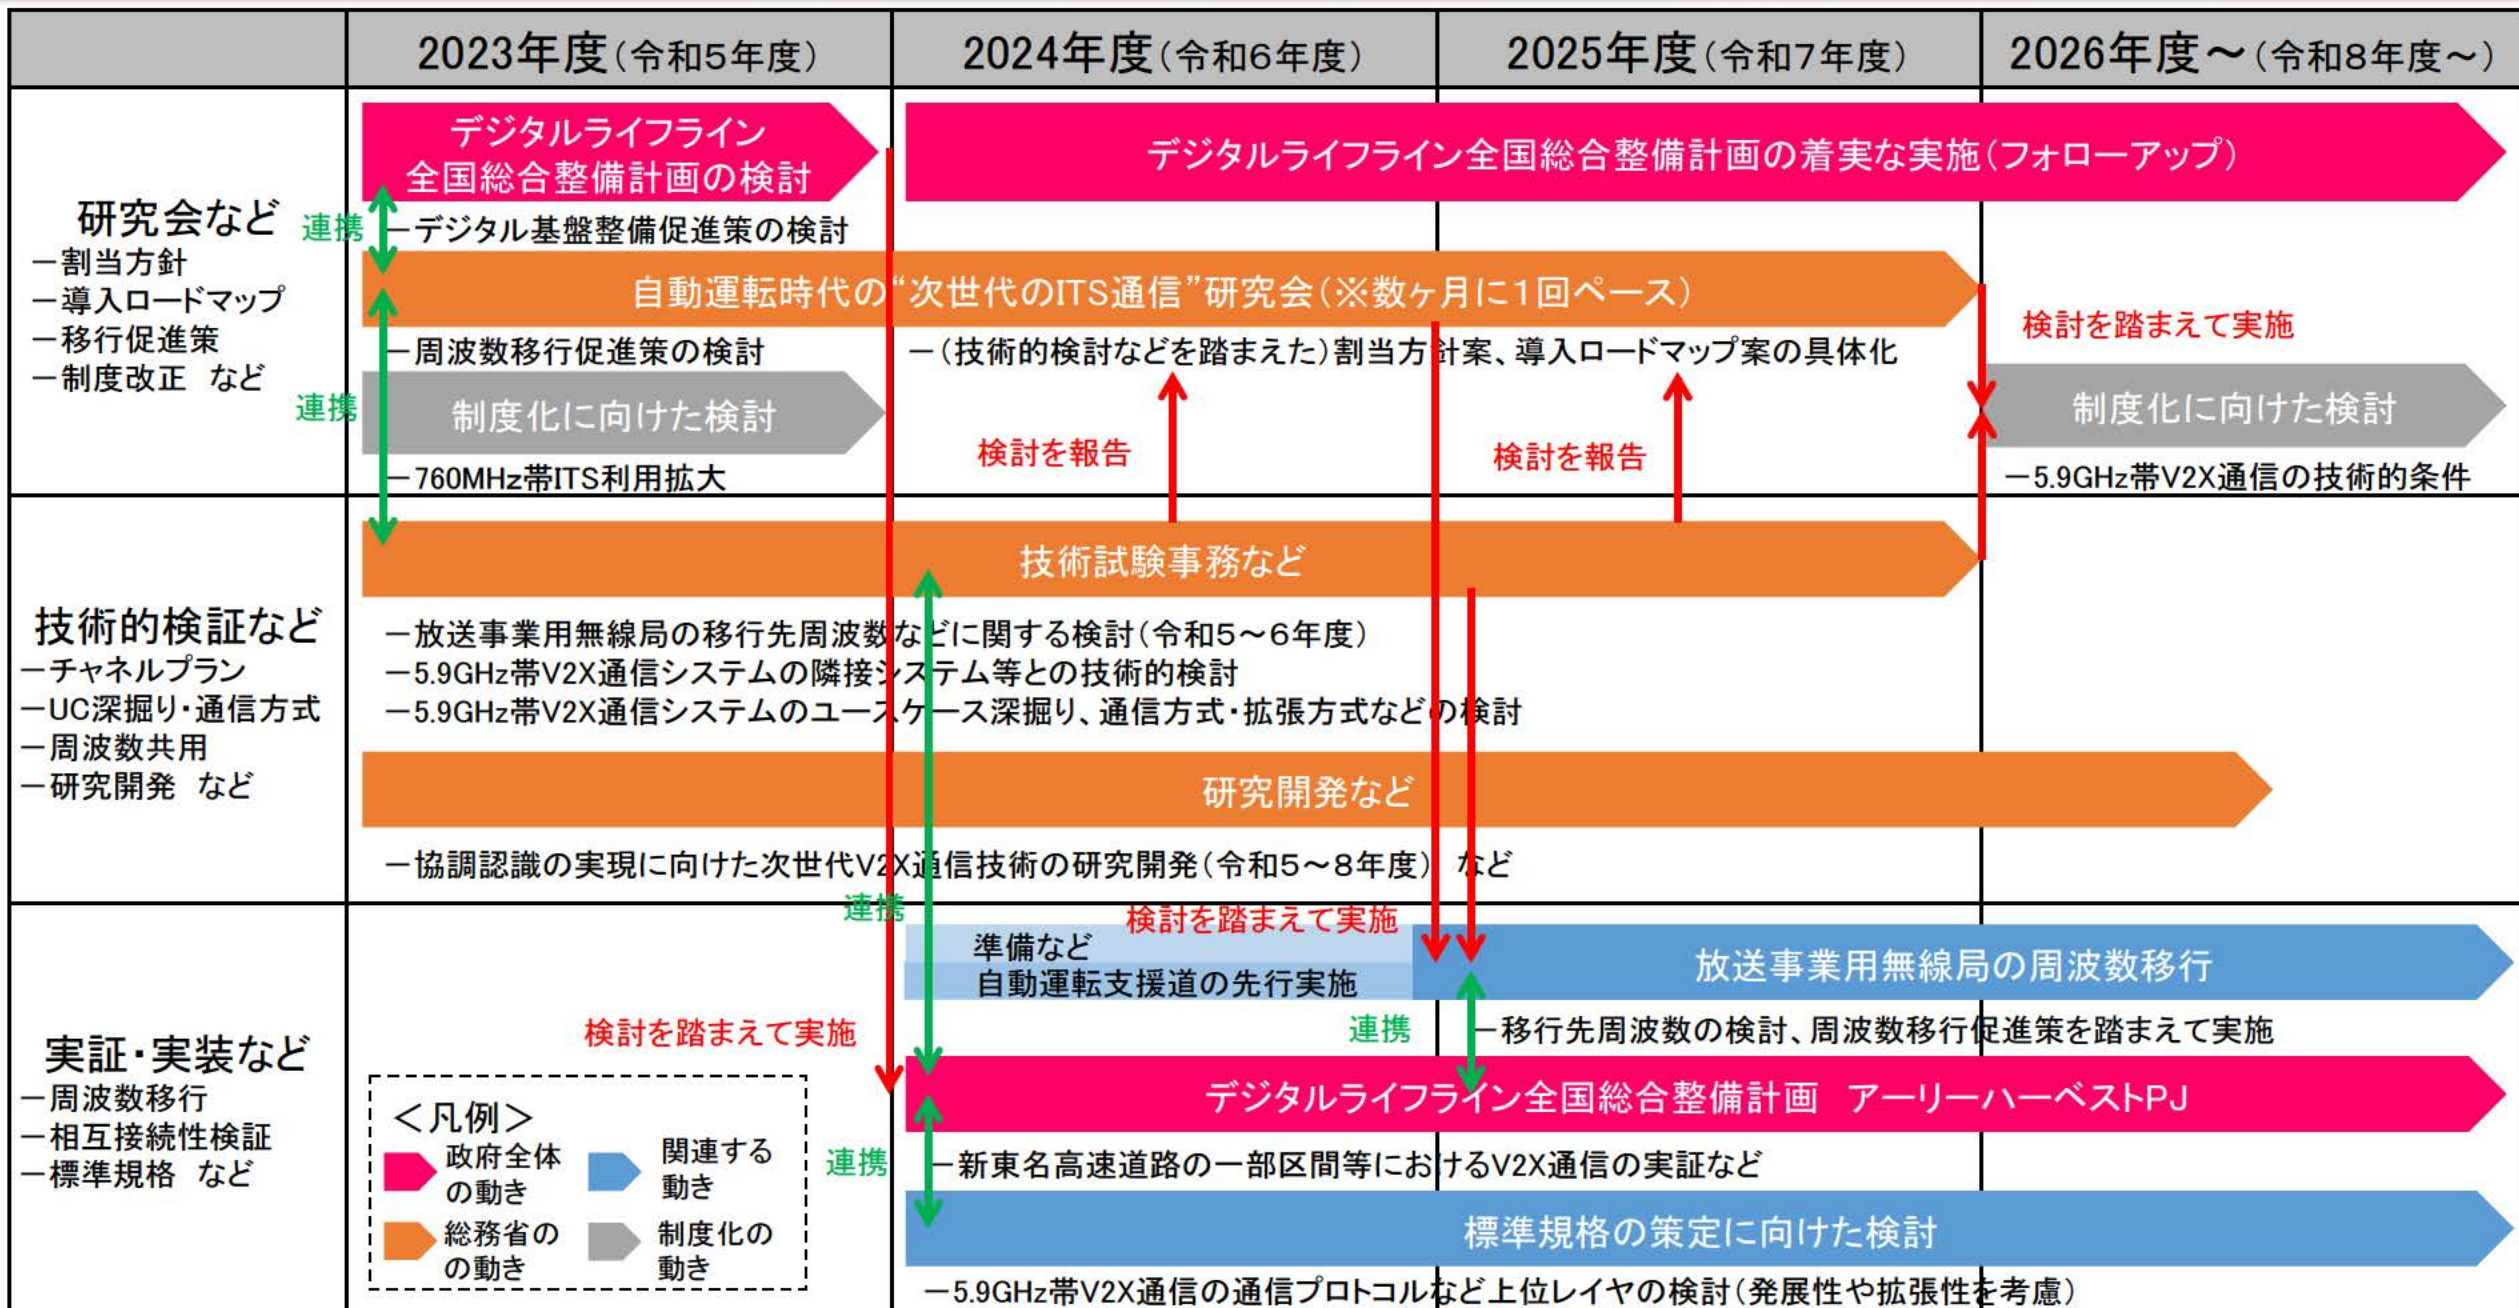 2023年度(令和5年度)
2024年度(令和6年度)
2025年度(令和7年度)
2026年度～(令和8年度～)
研究会など
－割当方針
－導入ロードマップ
－移行促進策
－制度改正 など
デジタルライフライン
全国総合整備計画の検討
デジタルライフライン全国総合整備計画の着実な実施(フォローアップ)
連携
－デジタル基盤整備促進策の検討
自動運転時代の“次世代のITS通信”研究会(※数ヶ月に1回ペース)
－周波数移行促進策の検討
－(技術的検討などを踏まえた)割当方針案、導入ロードマップ案の具体化
検討を踏まえて実施
連携
制度化に向けた検討
検討を報告
検討を報告
制度化に向けた検討
－760MHz帯ITS利用拡大
－5.9GHz帯V2X通信の技術的条件
技術的検証など
－チャネルプラン
－UC深掘り・通信方式
－周波数共用
－研究開発 など
技術試験事務など
－放送事業用無線局の移行先周波数などに関する検討(令和5～6年度)
－5.9GHz帯V2X通信システムの隣接システム等との技術的検討
－5.9GHz帯V2X通信システムのユースケース深掘り、通信方式・拡張方式などの検討
研究開発など
－協調認識の実現に向けた次世代V2X通信技術の研究開発(令和5～8年度) など
実証・実装など
－周波数移行
－相互接続性検証
－標準規格 など
連携
検討を踏まえて実施
準備など
自動運転支援道の先行実施
放送事業用無線局の周波数移行
検討を踏まえて実施
連携
－移行先周波数の検討、周波数移行促進策を踏まえて実施
デジタルライフライン全国総合整備計画 アーリーハーベストPJ
連携
－新東名高速道路の一部区間等におけるV2X通信の実証など
標準規格の策定に向けた検討
－5.9GHz帯V2X通信の通信プロトコルなど上位レイヤの検討(発展性や拡張性を考慮)
＜凡例＞
政府全体
の動き
関連する
動き
総務省の
の動き
制度化の
動き